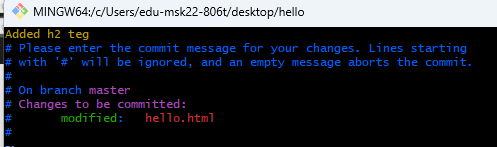 MINGW64:/c/Users/edu-msk22-806t/desktop/hello
Added h2 teg
# Please enter the commit message for your changes. Lines starting
# with '#' will be ignored, and an empty message aborts the commit.
#
# On branch master
# Changes to be committed:
#       modified:   hello.html
#